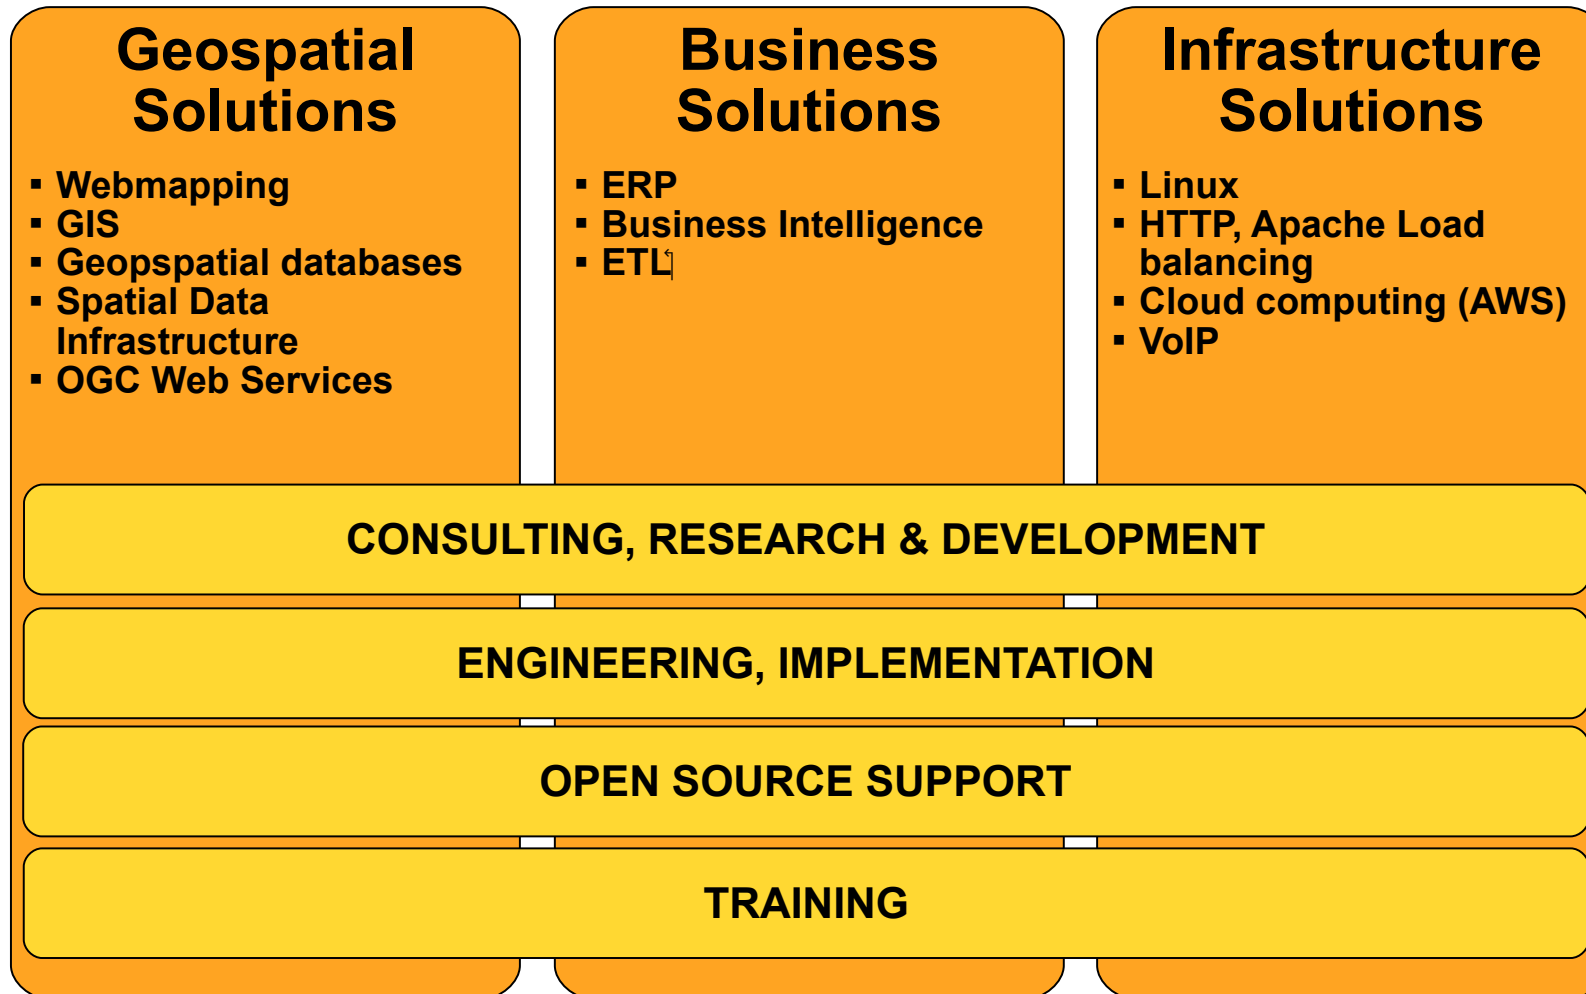 Geospatial
Solutions
▪ Webmapping
▪ GIS
▪ Geopspatial databases
▪ Spatial Data
Infrastructure
▪ OGC Web Services
Business
Solutions
▪ ERP
▪ Business Intelligence
▪ ETL
Infrastructure
Solutions
▪ Linux
▪ HTTP, Apache Load
balancing
▪ Cloud computing (AWS)
▪ VoIP
CONSULTING, RESEARCH & DEVELOPMENT
ENGINEERING, IMPLEMENTATION
OPEN SOURCE SUPPORT
TRAINING